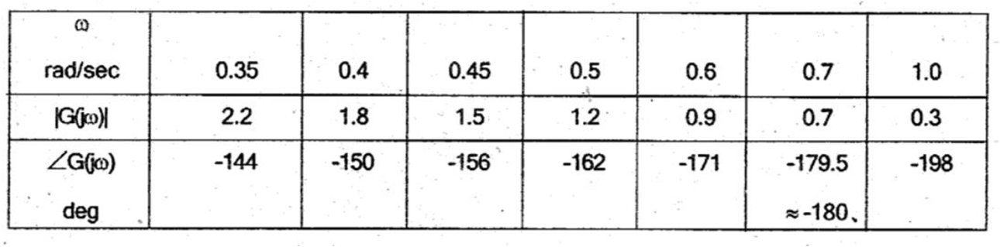 ω
rad/sec 0.35 0.4 0.45 0.5 0.6 0.7 1.0
|G(jω)| 2.2 1.8 1.5 1.2 0.9 0.7 0.3
∠G(jω) -144 -150 -156 -162 -171 -179.5 -198
deg ≈-180